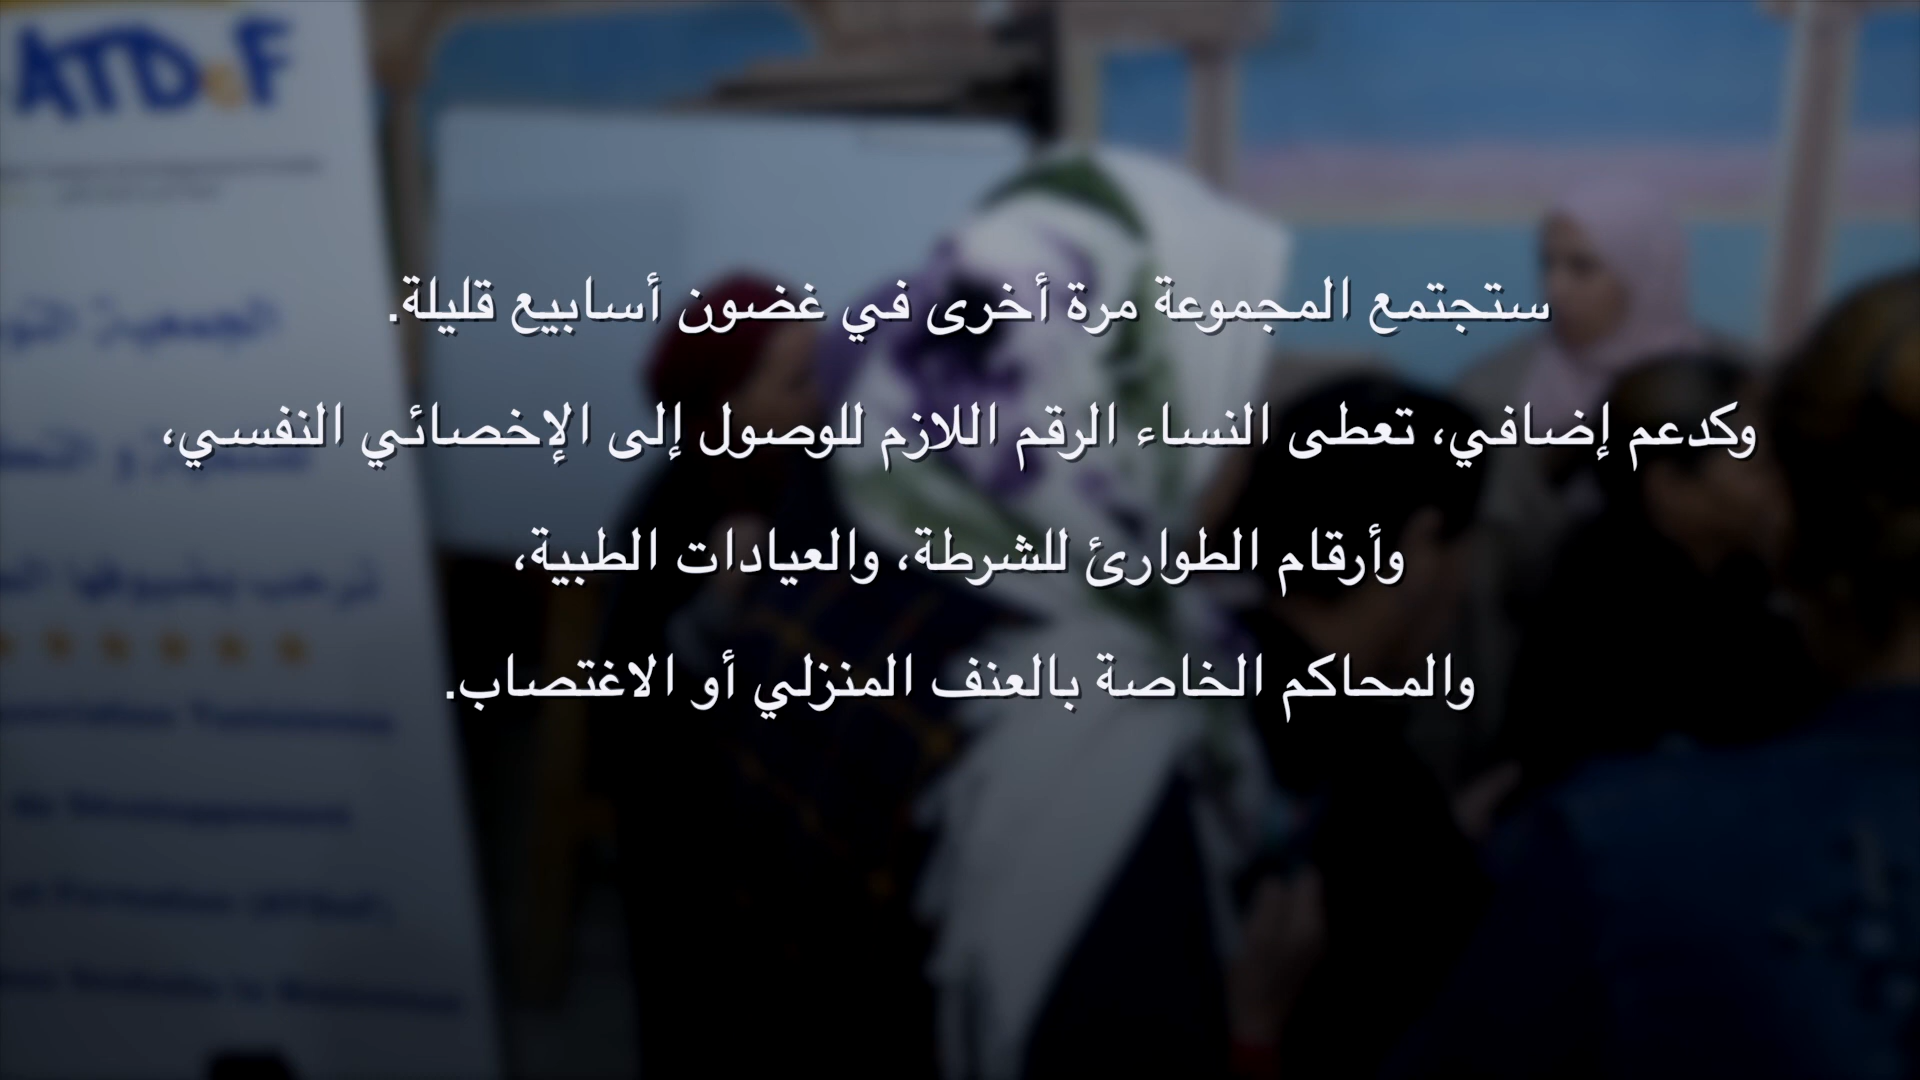 ATD&F
ستجتمع المجموعة مرة أخرى في غضون أسابيع قليلة.
وكدعم إضافي، تعطى النساء الرقم اللازم للوصول إلى الإخصائي النفسي،
وأرقام الطوارئ للشرطة، والعيادات الطبية،
والمحاكم الخاصة بالعنف المنزلي أو الاغتصاب.